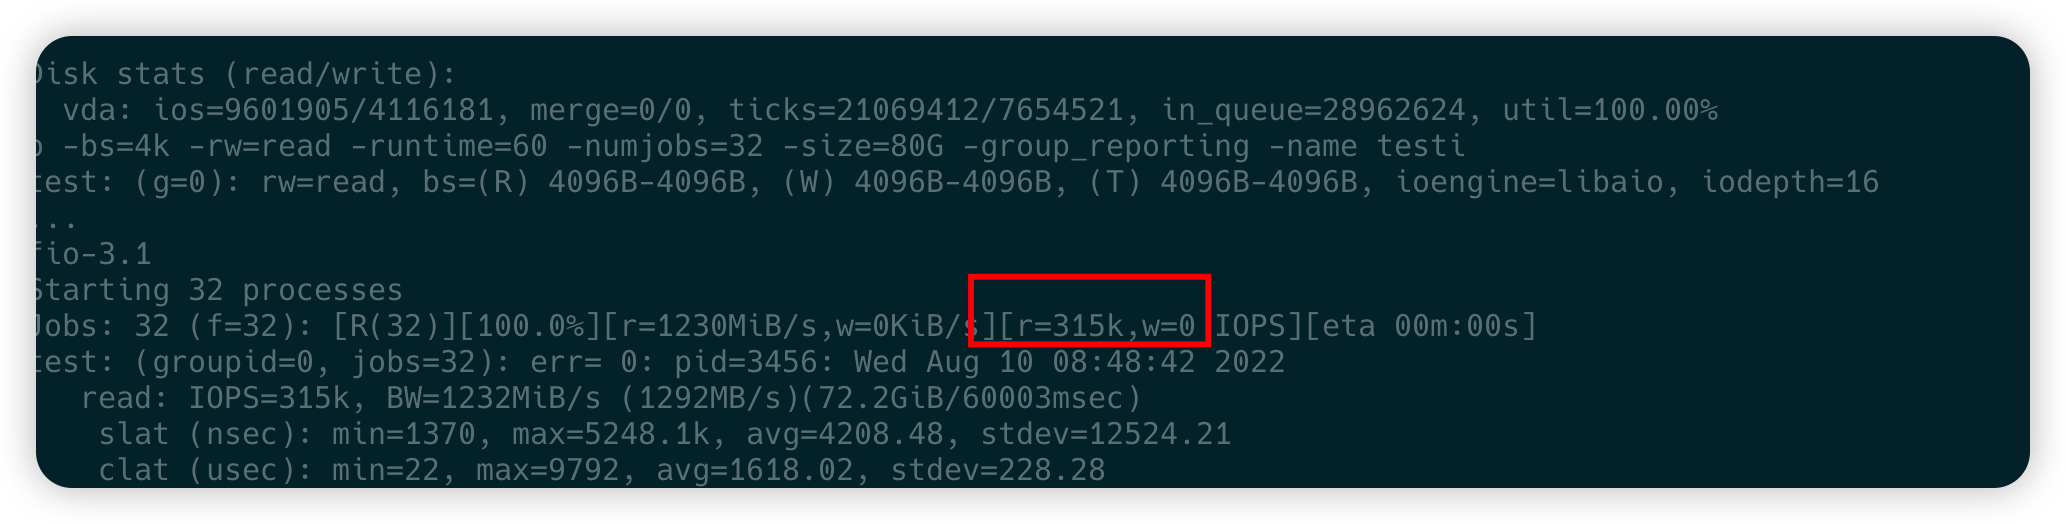 Disk stats (read/write):
vda: ios=9601905/4116181, merge=0/0, ticks=21069412/7654521, in_queue=28962624, util=100.00%
o -bs=4k -rw=read -runtime=60 -numjobs=32 -size=80G -group_reporting -name testi
test: (g=0): rw=read, bs=(R) 4096B-4096B, (W) 4096B-4096B, (T) 4096B-4096B, ioengine=libaio, iodepth=16
...
fio-3.1
Starting 32 processes
Jobs: 32 (f=32): [R(32)][100.0%][r=1230MiB/s,w=0KiB/s][r=315k,w=0 IOPS][eta 00m:00s]
test: (groupid=0, jobs=32): err= 0: pid=3456: Wed Aug 10 08:48:42 2022
read: IOPS=315k, BW=1232MiB/s (1292MB/s)(72.2GiB/60003msec)
slat (nsec): min=1370, max=5248.1k, avg=4208.48, stdev=12524.21
clat (usec): min=22, max=9792, avg=1618.02, stdev=228.28